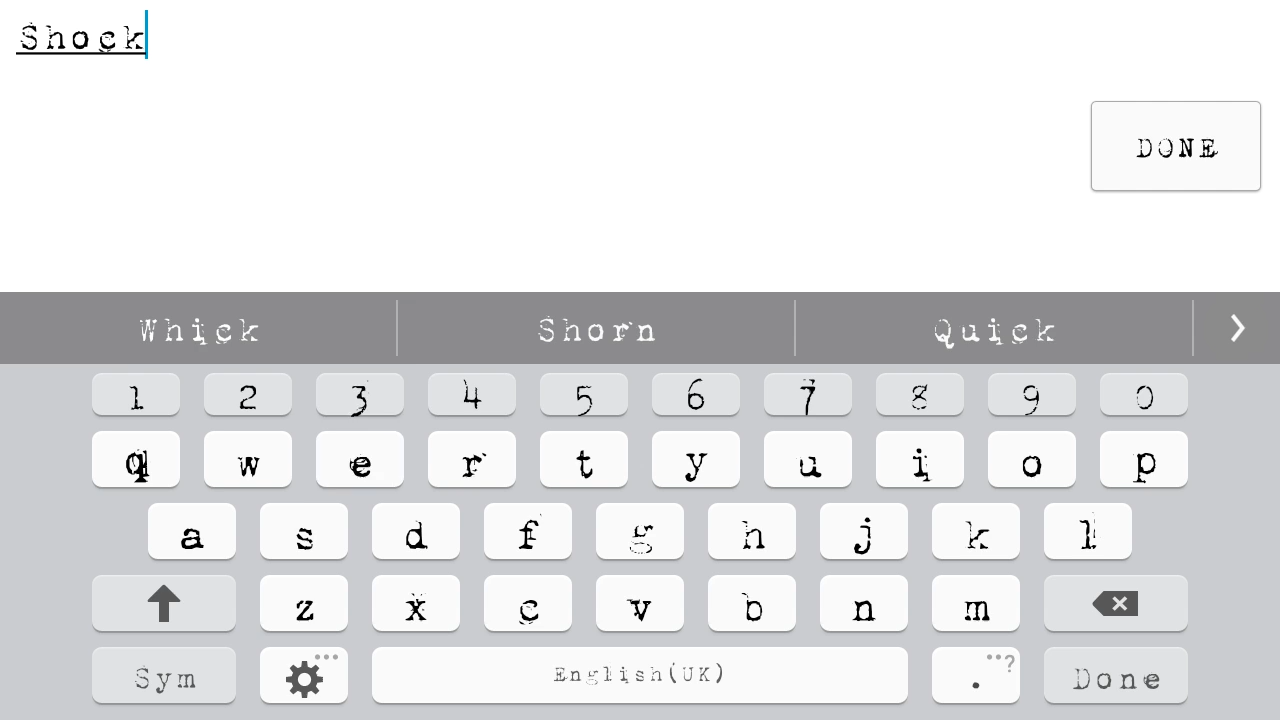 Shock
DONE
Whick Shorn Quick
1 2 3 4 5 6 7 8 9 0
q w e r t y u i o p
a s d f g h j k l
z x c v b n m
Sym English(UK) . ? Done